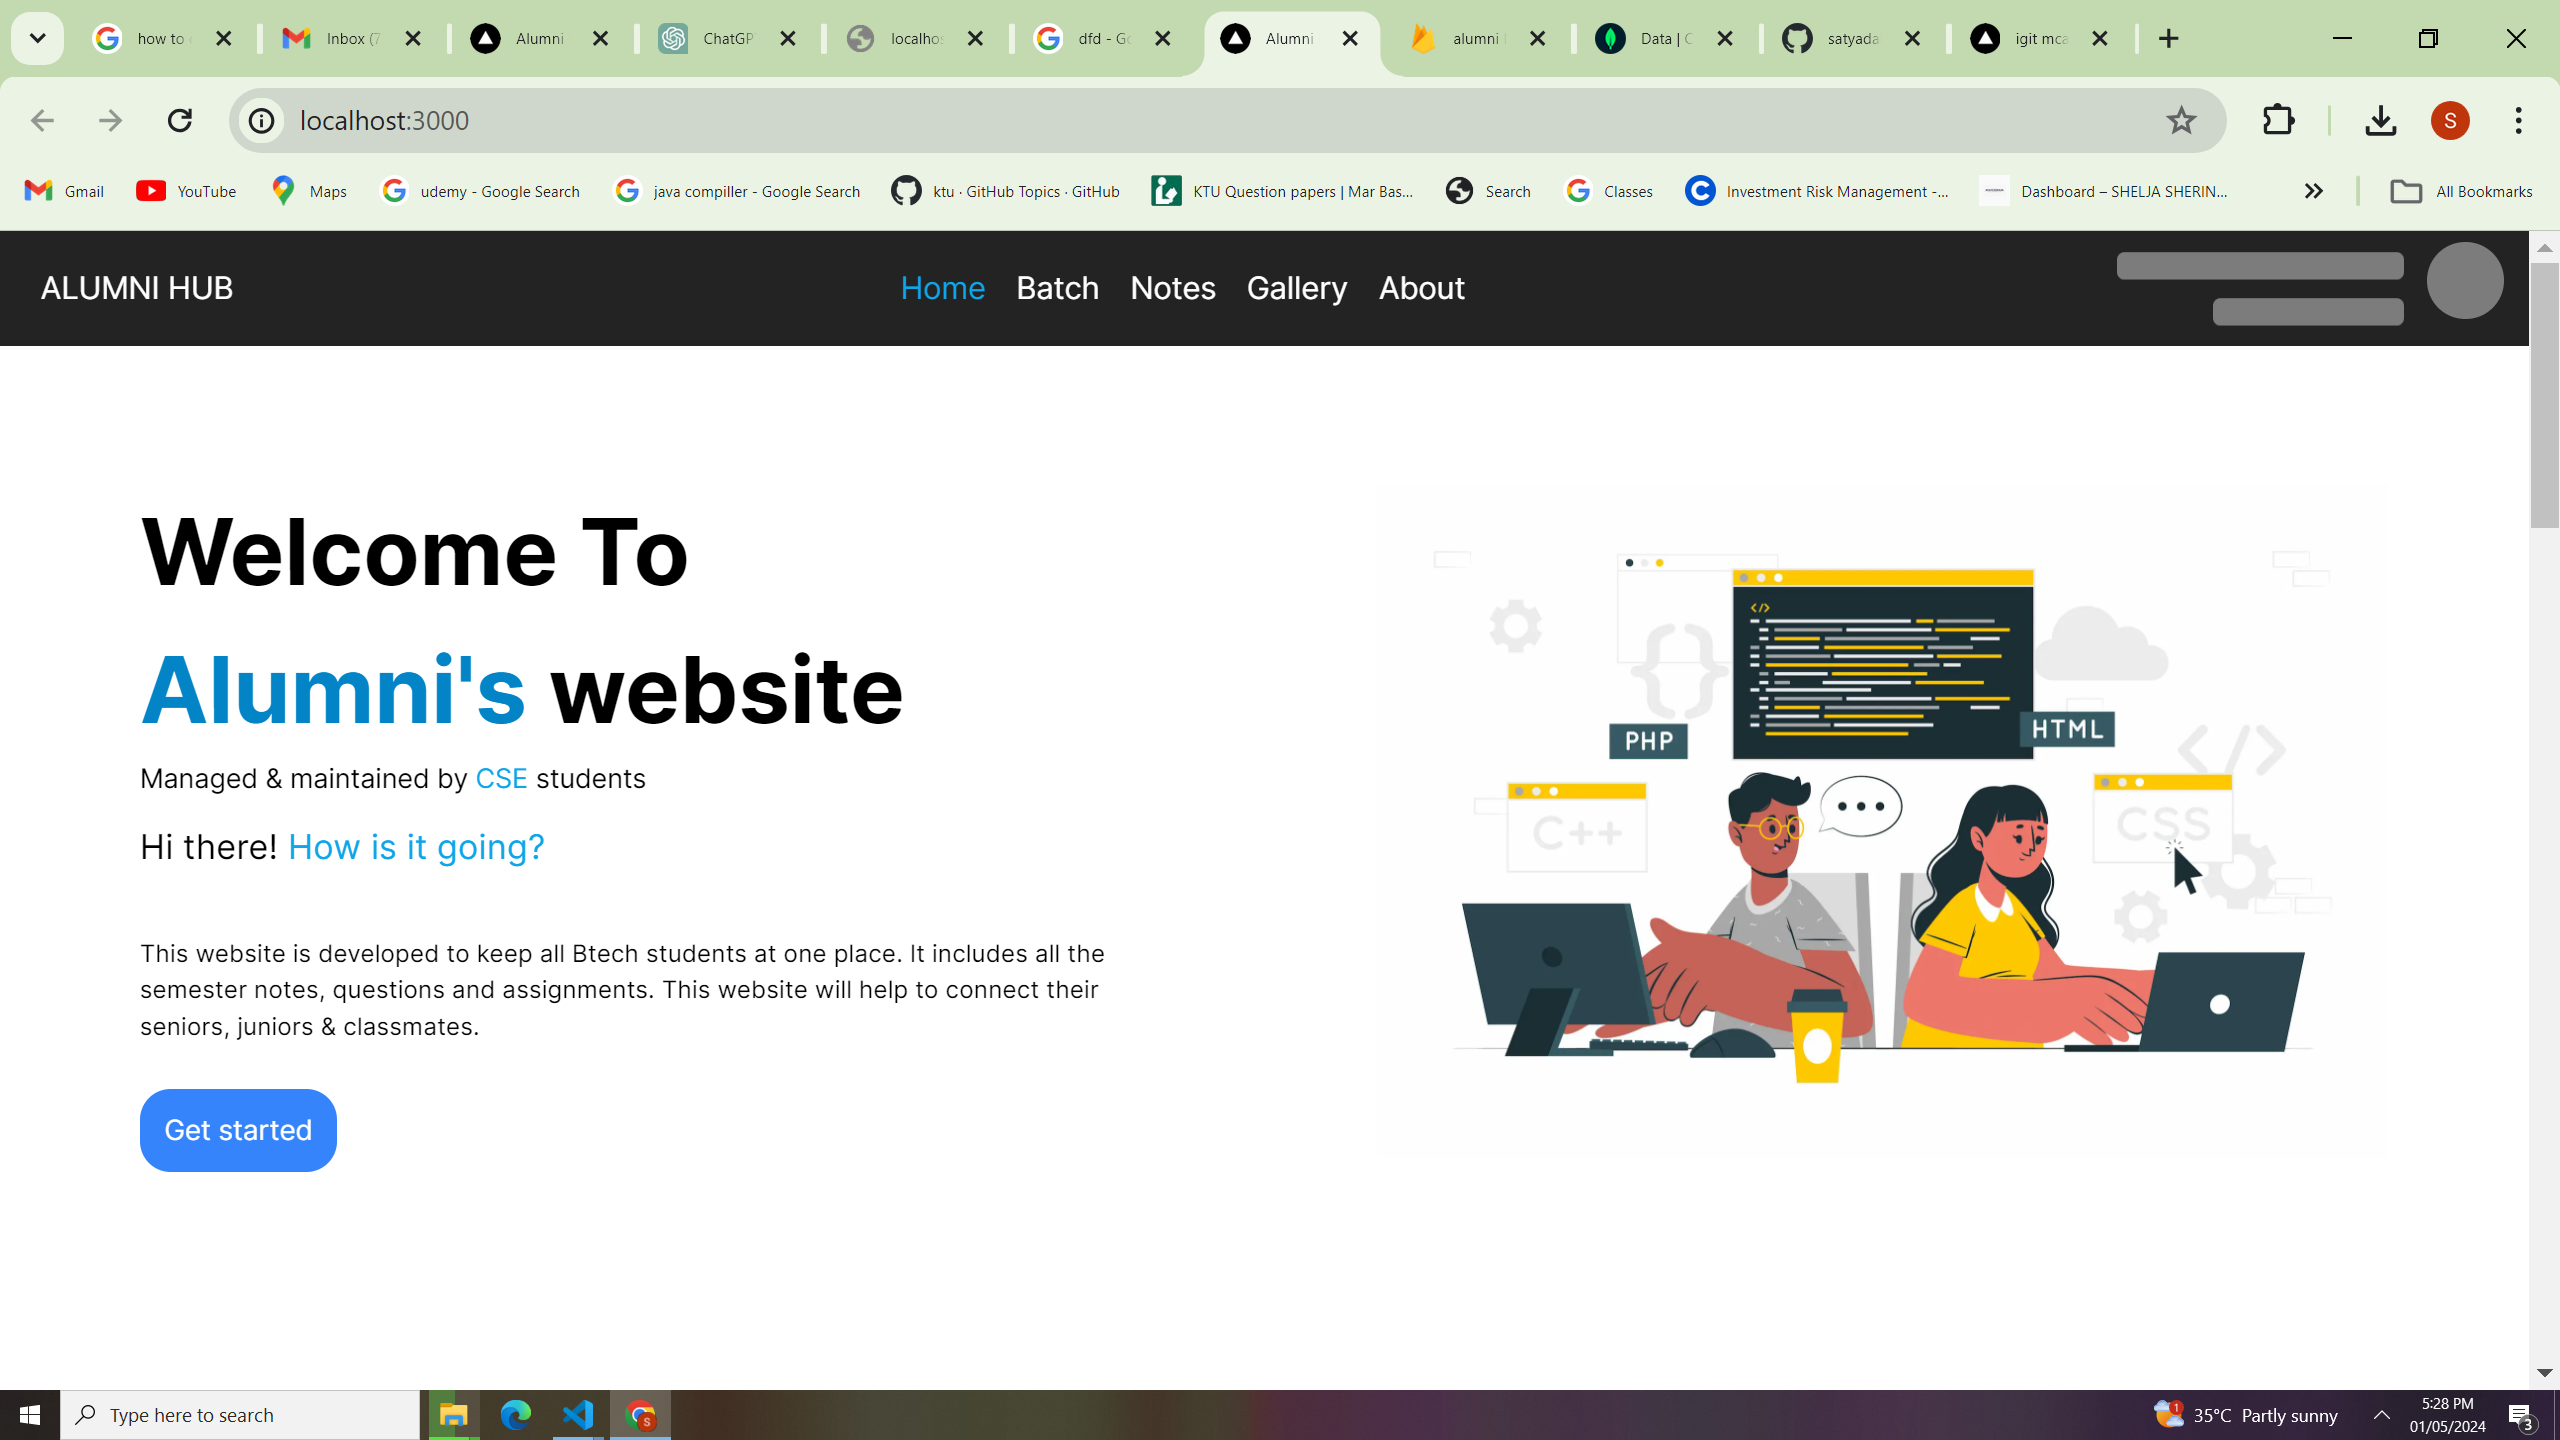 how to
Inbox (7
Alumni
ChatGP
localhos
dfd - Go
Alumni
alumni
Data | C
satyada
igit mca
localhost:3000
Gmail
YouTube
Maps
udemy - Google Search
java compiller - Google Search
ktu · GitHub Topics · GitHub
KTU Question papers | Mar Bas...
Search
Classes
Investment Risk Management -...
Dashboard – SHELJA SHERIN...
All Bookmarks
S
ALUMNI HUB
Home
Batch
Notes
Gallery
About
Welcome To
Alumni's website
Managed & maintained by CSE students
Hi there! How is it going?
This website is developed to keep all Btech students at one place. It includes all the
semester notes, questions and assignments. This website will help to connect their
seniors, juniors & classmates.
Get started
</>
{}
PHP
HTML
</>
C++
CSS
Type here to search
S
1
35°C Partly sunny
5:28 PM
01/05/2024
3